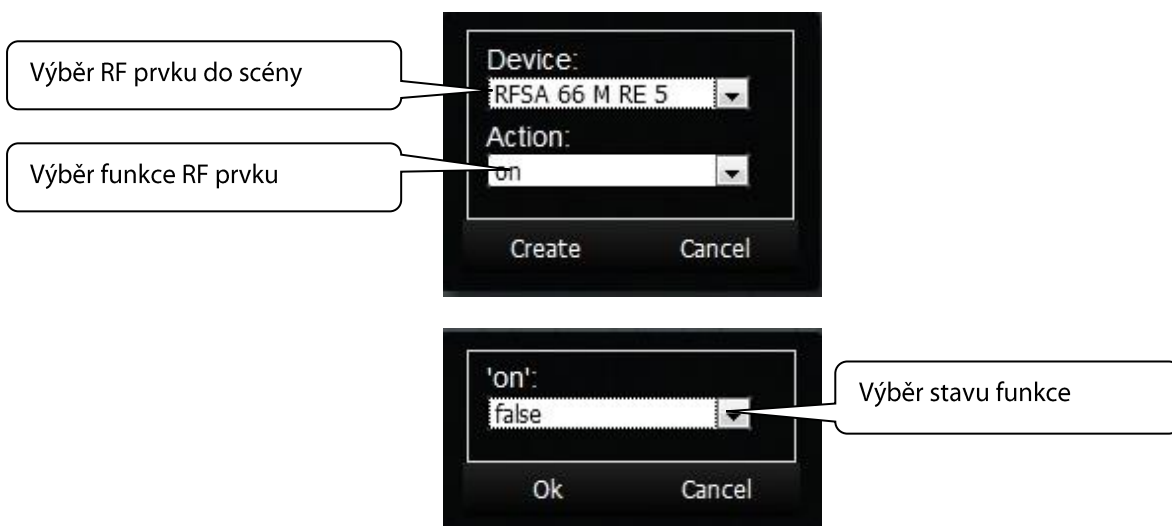 Výběr RF prvku do scény
Device:
RFSA 66 M RE 5
Výběr funkce RF prvku
Action:
on
Create Cancel
'on':
false
Výběr stavu funkce
Ok Cancel